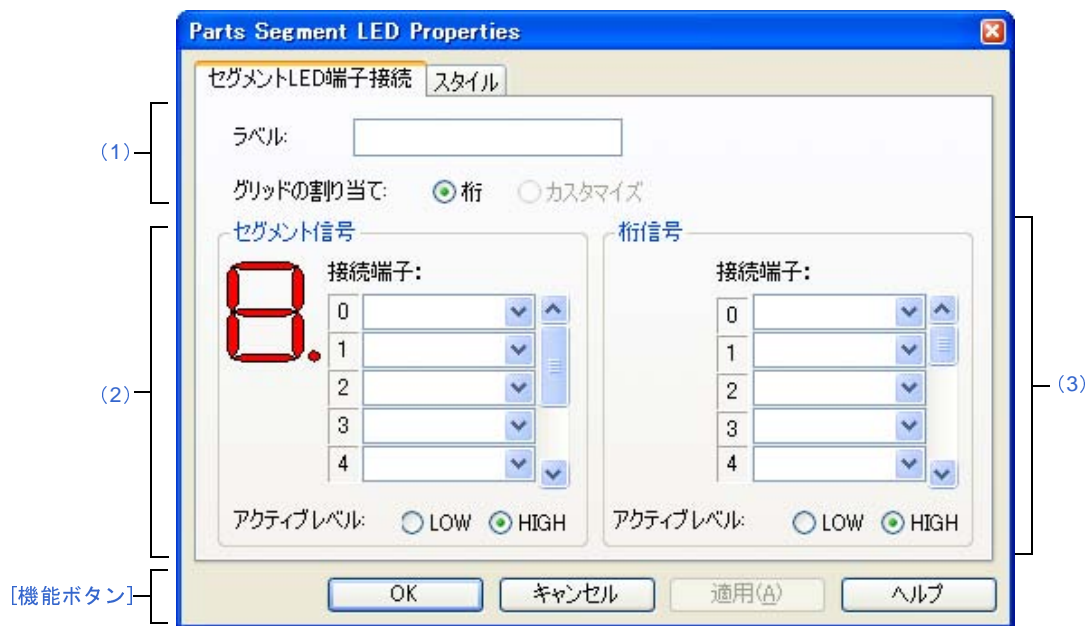 Parts Segment LED Properties
セグメントLED端子接続 スタイル
(1)
ラベル:
グリッドの割り当て: 桁 カスタマイズ
(2)
セグメント信号
接続端子:
0
1
2
3
4
アクティブレベル: LOW HIGH
桁信号
接続端子:
0
1
2
3
4
アクティブレベル: LOW HIGH
(3)
[機能ボタン]
OK キャンセル 適用(A) ヘルプ